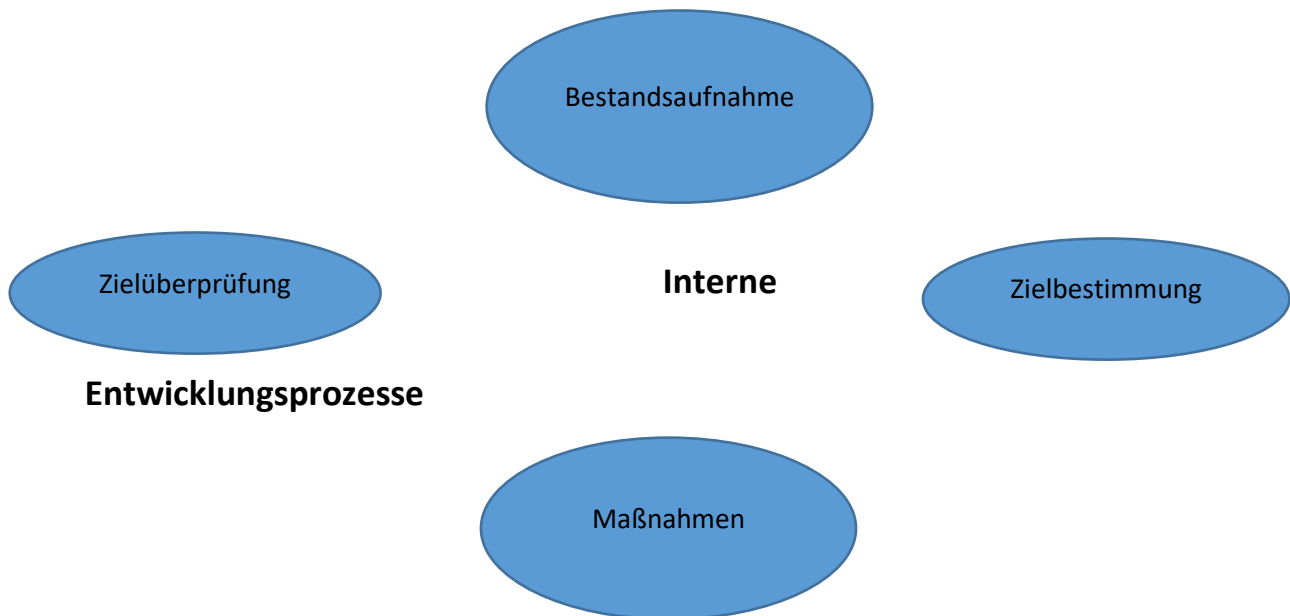 Bestandsaufnahme
Interne
Zielüberprüfung
Zielbestimmung
Entwicklungsprozesse
Maßnahmen